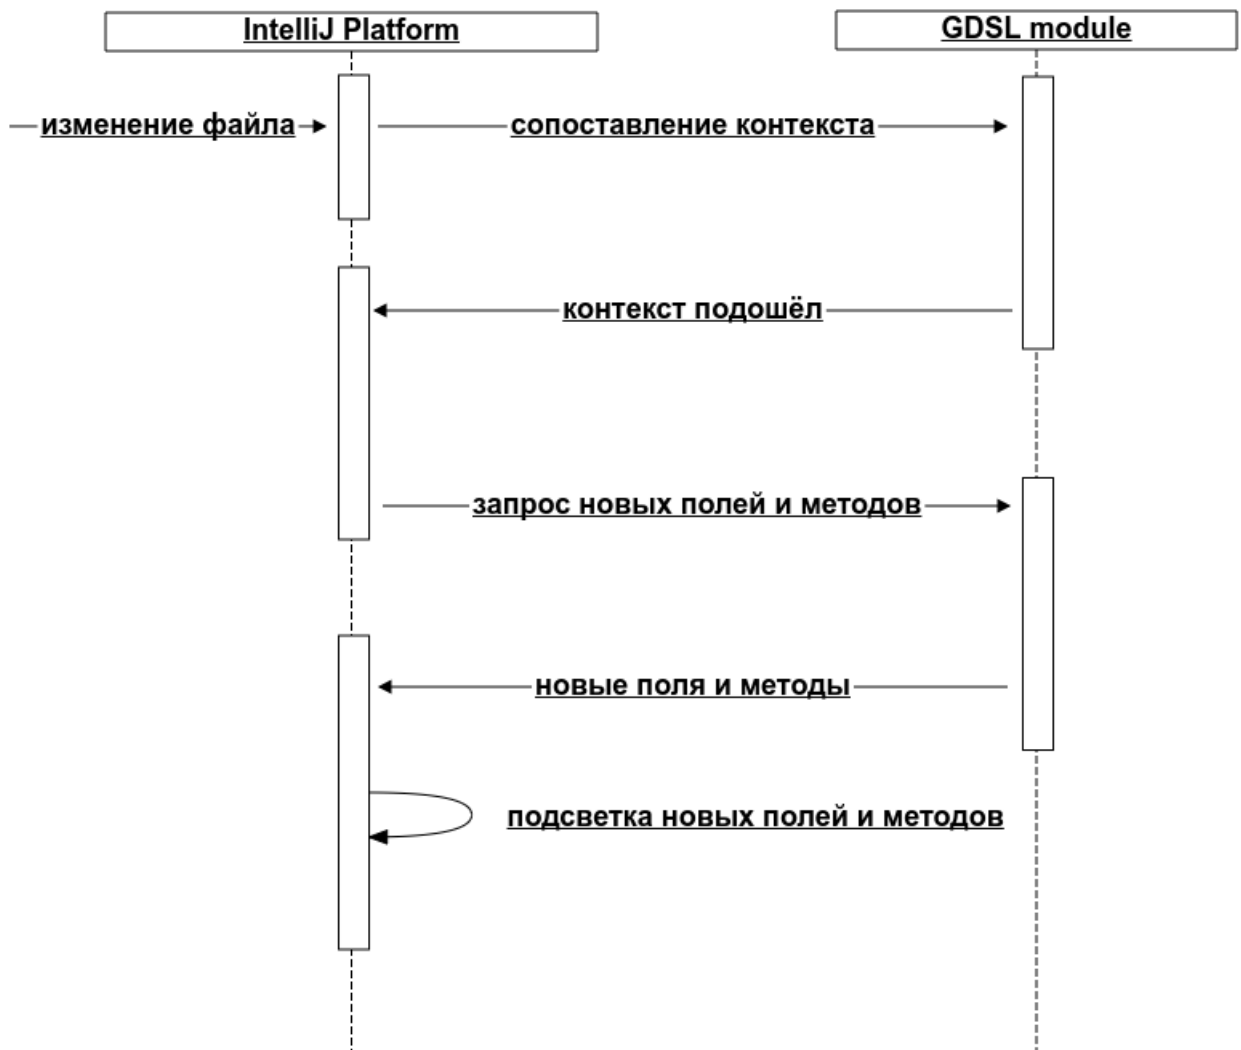 IntelliJ Platform
GDSL module
изменение файла
сопоставление контекста
контекст подошёл
запрос новых полей и методов
новые поля и методы
подсветка новых полей и методов